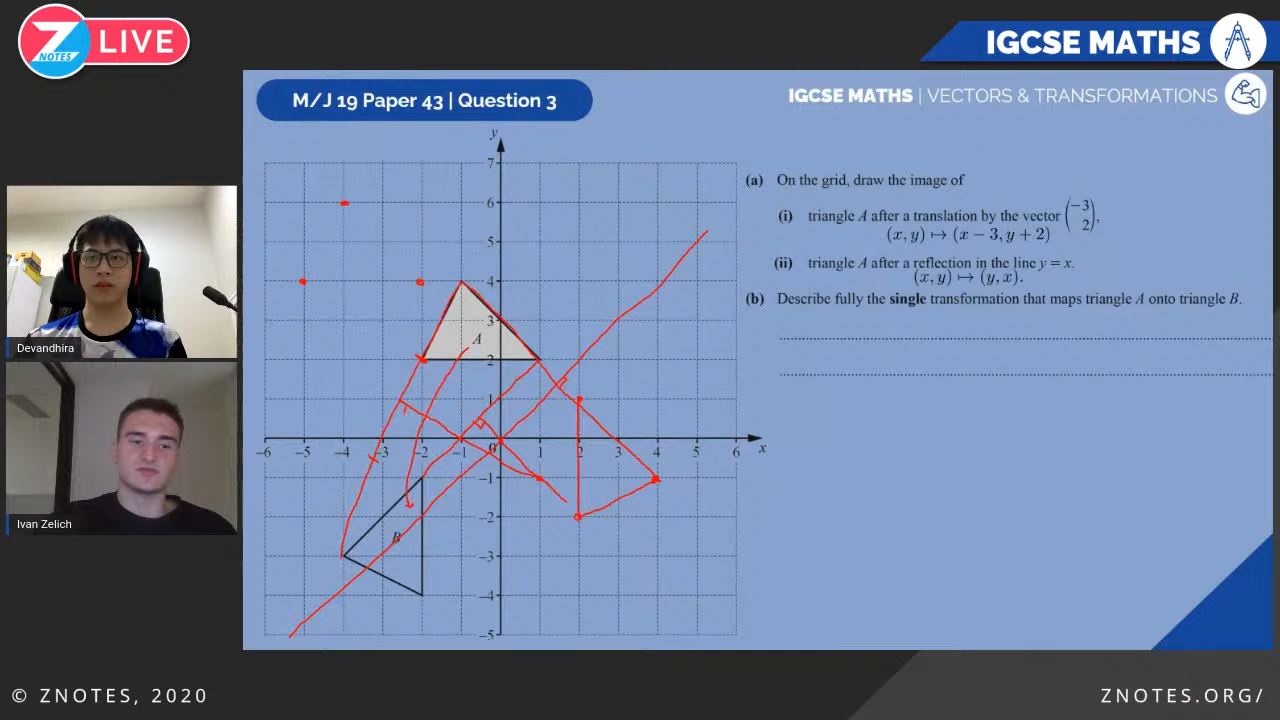 Z NOTES LIVE
IGCSE MATHS
M/J 19 Paper 43 | Question 3
IGCSE MATHS | VECTORS & TRANSFORMATIONS
y
7
6
5
4
3
2
1
0
-6 -5 -4 -3 -2 -1 1 2 3 4 5 6 x
-1
-2
-3
-4
-5
A
B
(a) On the grid, draw the image of
(i) triangle A after a translation by the vector (-3 2),
(x, y) ↦ (x − 3, y + 2)
(ii) triangle A after a reflection in the line y = x.
(x, y) ↦ (y, x).
(b) Describe fully the single transformation that maps triangle A onto triangle B.
Devandhira
Ivan Zelich
© ZNOTES, 2020
ZNOTES.ORG/